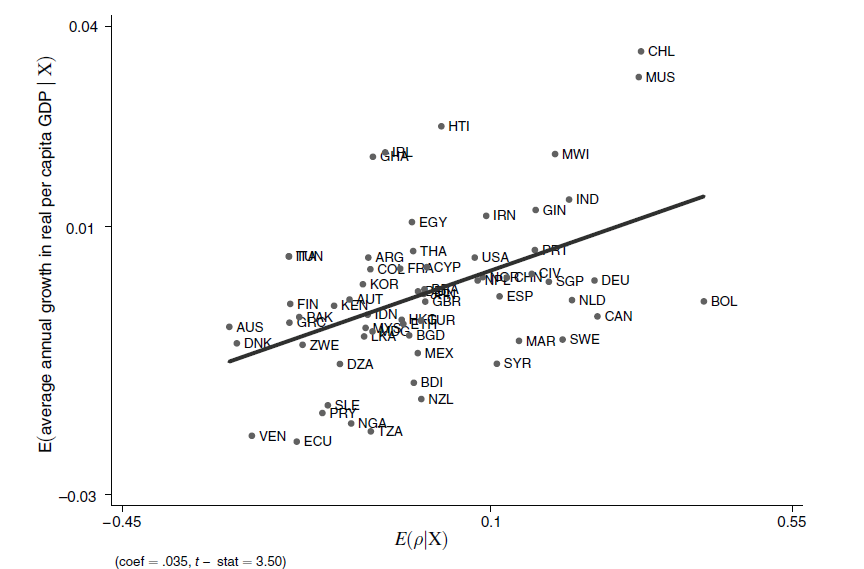 0.04
CHL
MUS
HTI
IRL
GHA
MWI
IND
GIN
0.01
IRN
EGY
THA
PRT
ITA
TUN
ARG
USA
COL
FRA
CYP
NOR
CHN
CIV
NPL
SGP
DEU
KOR
GBR
ESP
NLD
BOL
AUT
FIN
KEN
CAN
PAK
IDN
HKG
GRC
ETH
AUS
MYS
LKA
BGD
MAR
SWE
DNK
ZWE
MEX
DZA
SYR
BDI
NZL
SLE
PRY
NGA
TZA
VEN
ECU
–0.03
–0.45
0.1
0.55
E(average annual growth in real per capita GDP | X)
E(ρ|X)
(coef = .035, t – stat = 3.50)